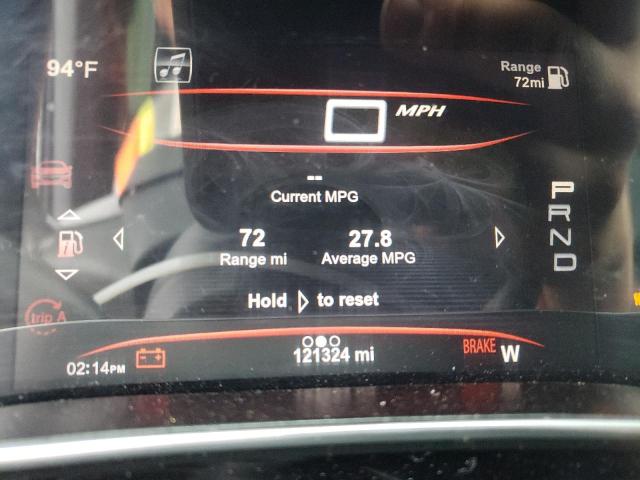 94°F
Range
72mi
0 MPH
--
Current MPG
72
Range mi
27.8
Average MPG
P
R
N
D
Hold ▷ to reset
trip A
02:14PM
121324 mi
BRAKE W